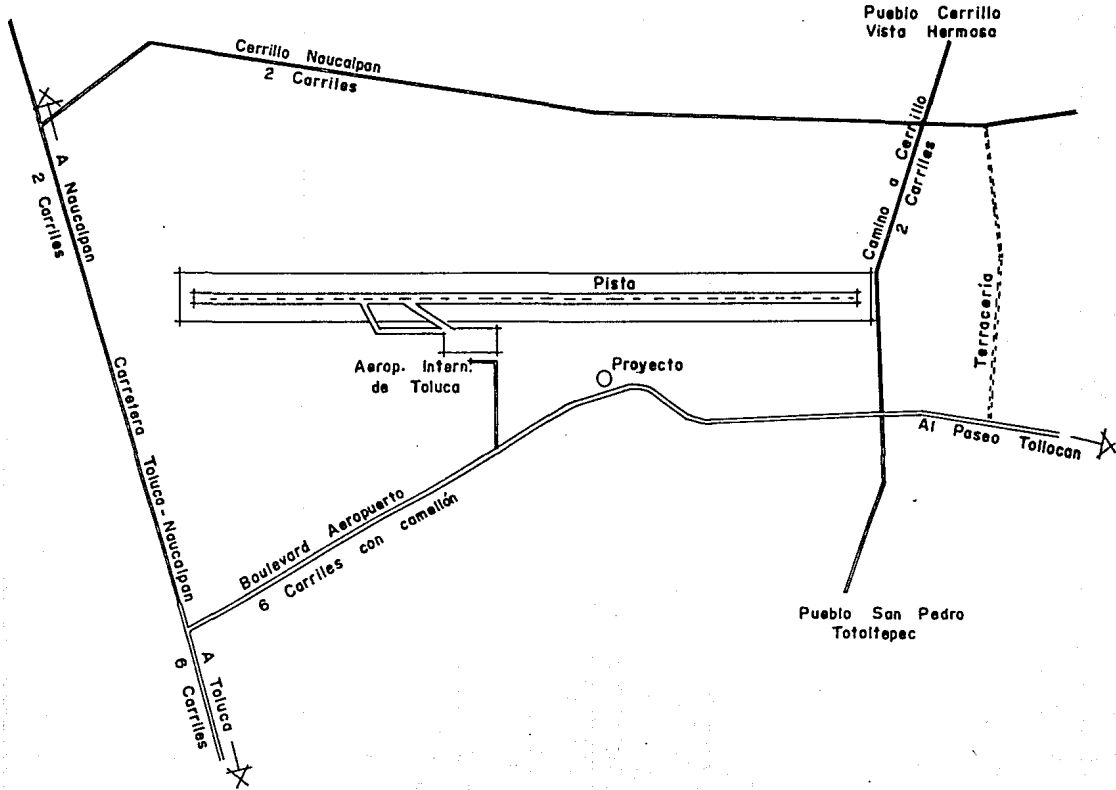 Pueblo Cerrillo
Vista Hermosa
Cerrillo Naucalpan
2 Carriles
A Naucalpan
2 Carriles
Camino a Cerrillo
2 Carriles
Pista
Terracería
Aerop. Intern.
de Toluca
Proyecto
Carretera Toluca-Naucalpan
Al Paseo Tollocan
Boulevard Aeropuerto
6 Carriles con camellón
Pueblo San Pedro
Totoltepec
A Toluca
6 Carriles